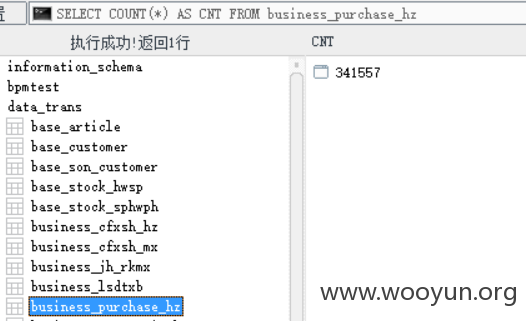 SELECT COUNT(*) AS CNT FROM business_purchase_hz
执行成功!返回1行
CNT
information_schema
341557
bpmtest
data_trans
base_article
base_customer
base_son_customer
base_stock_hwsp
base_stock_sphwph
business_cfxsh_hz
business_cfxsh_mx
business_jh_rkmx
business_lsdtxb
business_purchase_hz
www.wooyun.org